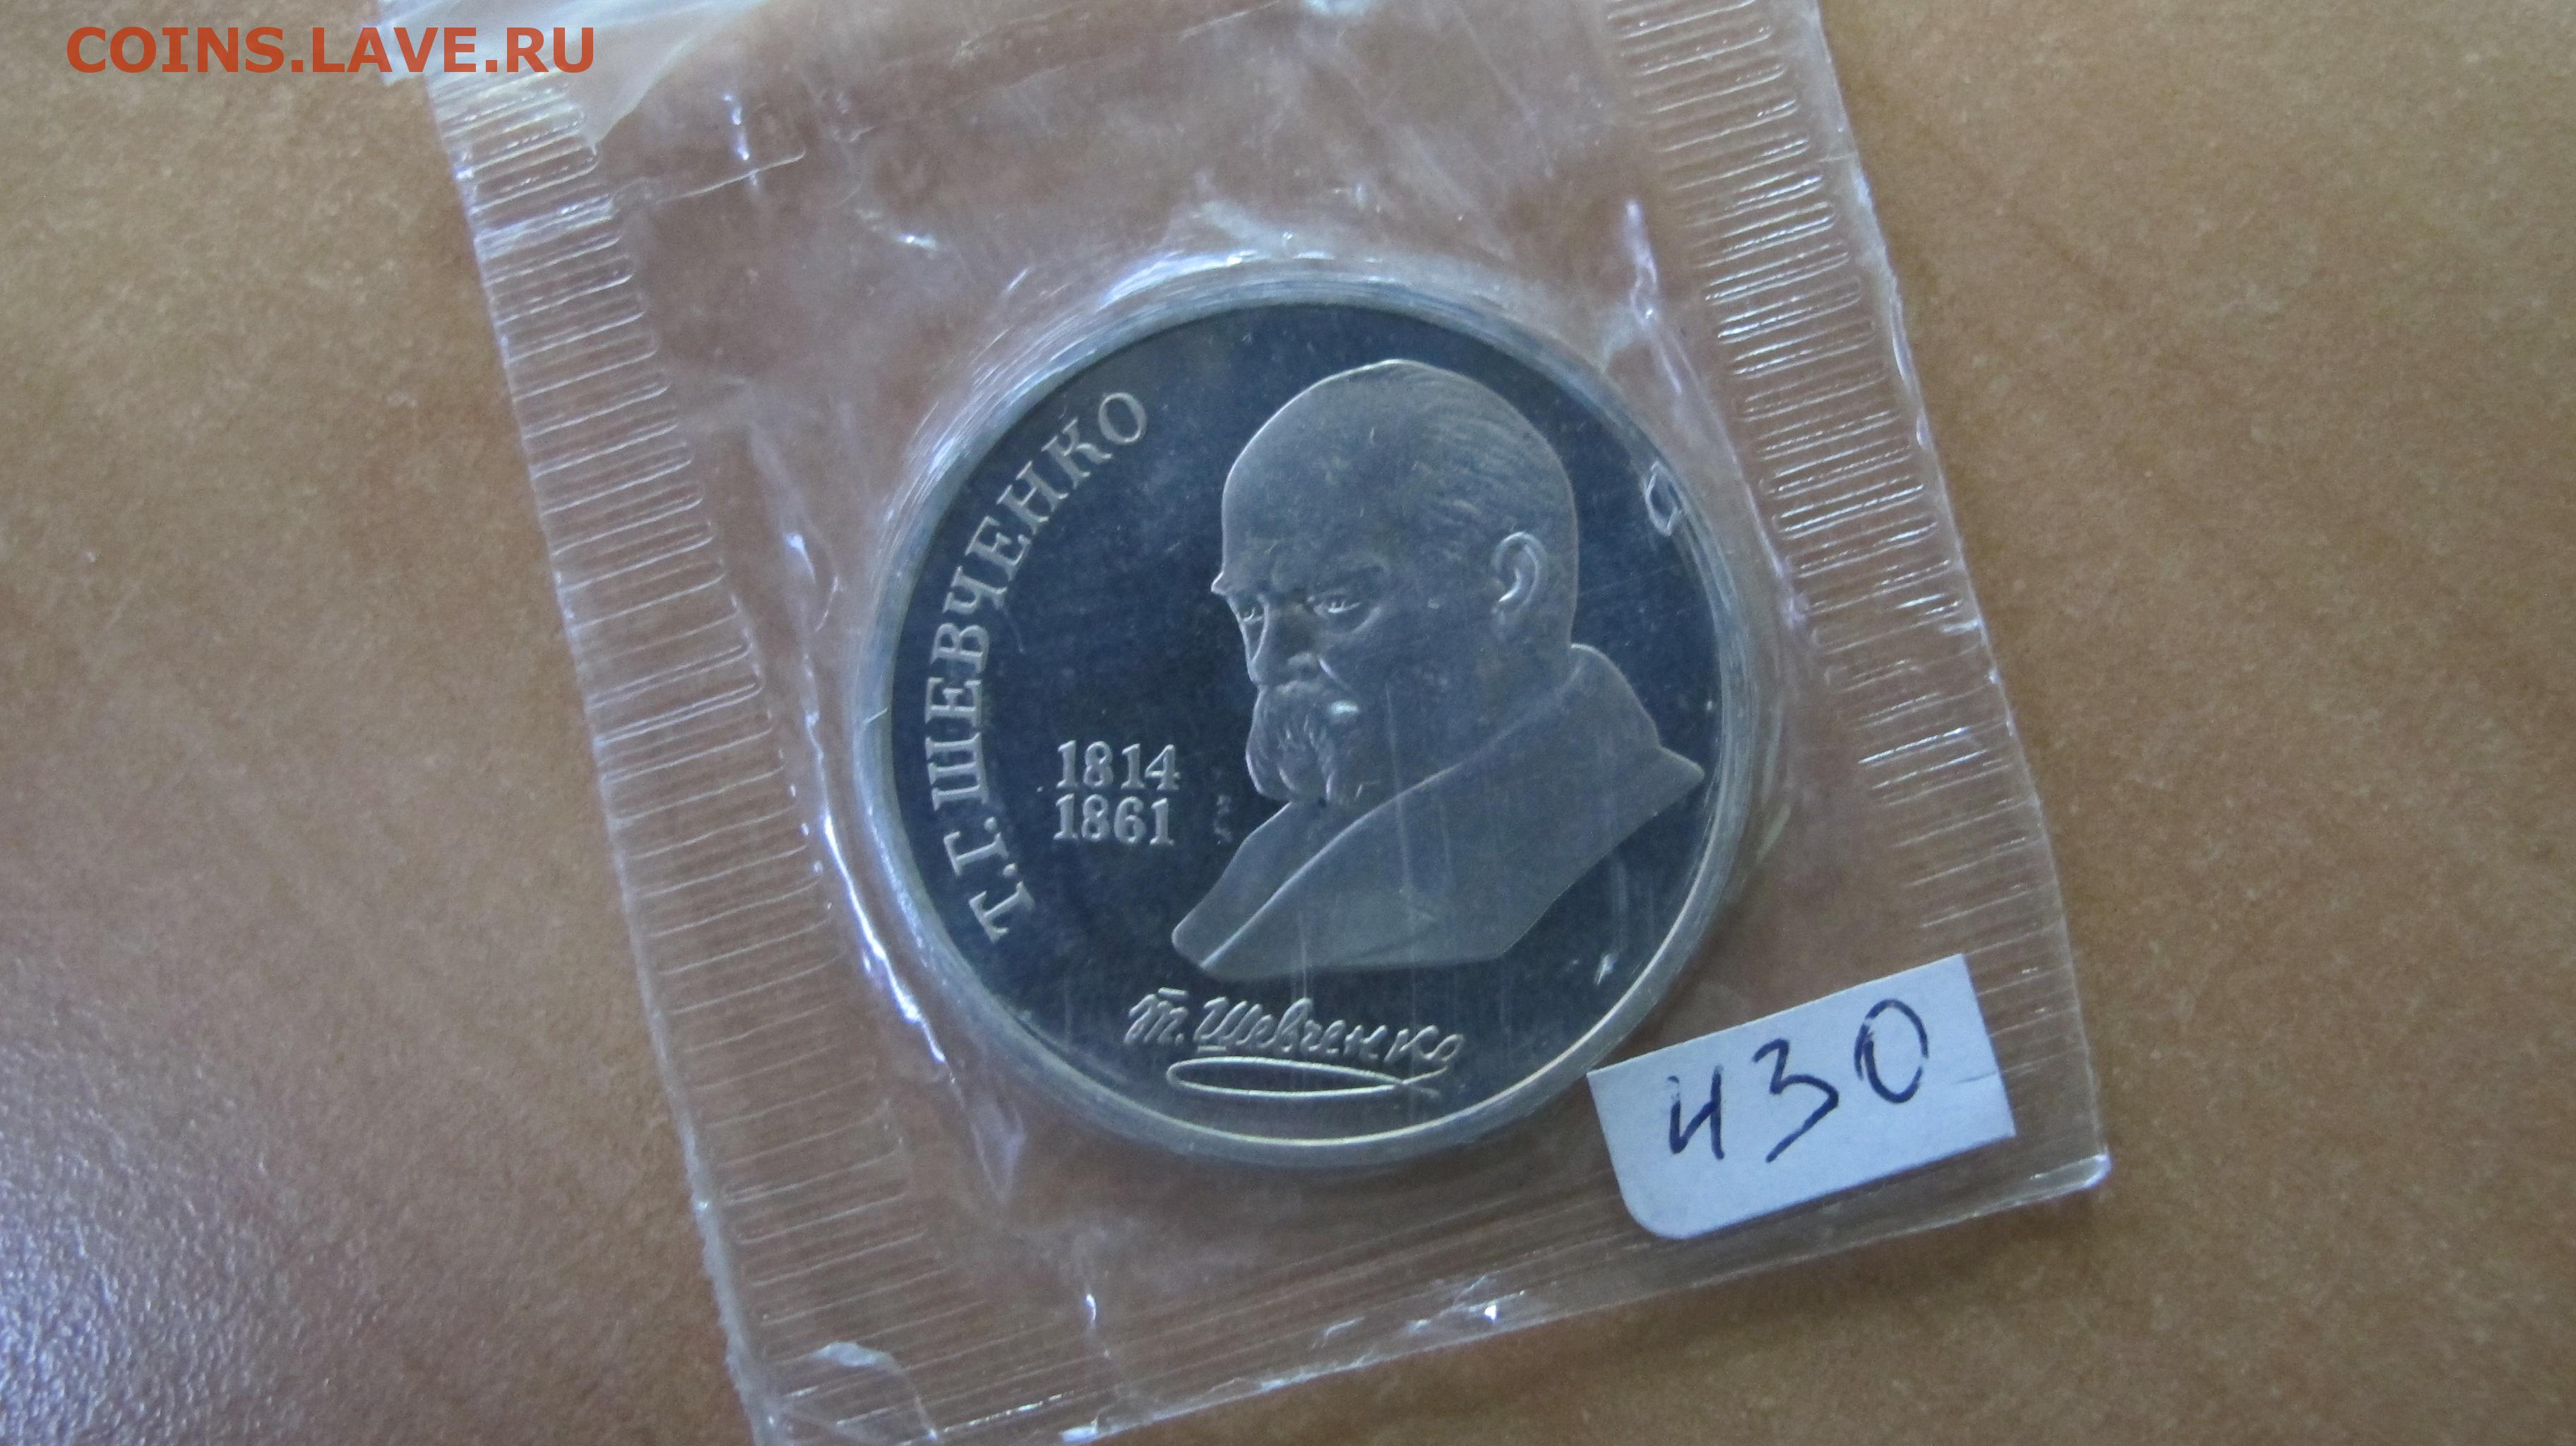 COINS.LAVE.RU
Т.Г.ШЕВЧЕНКО
1814
1861
Т. Шевченко
430